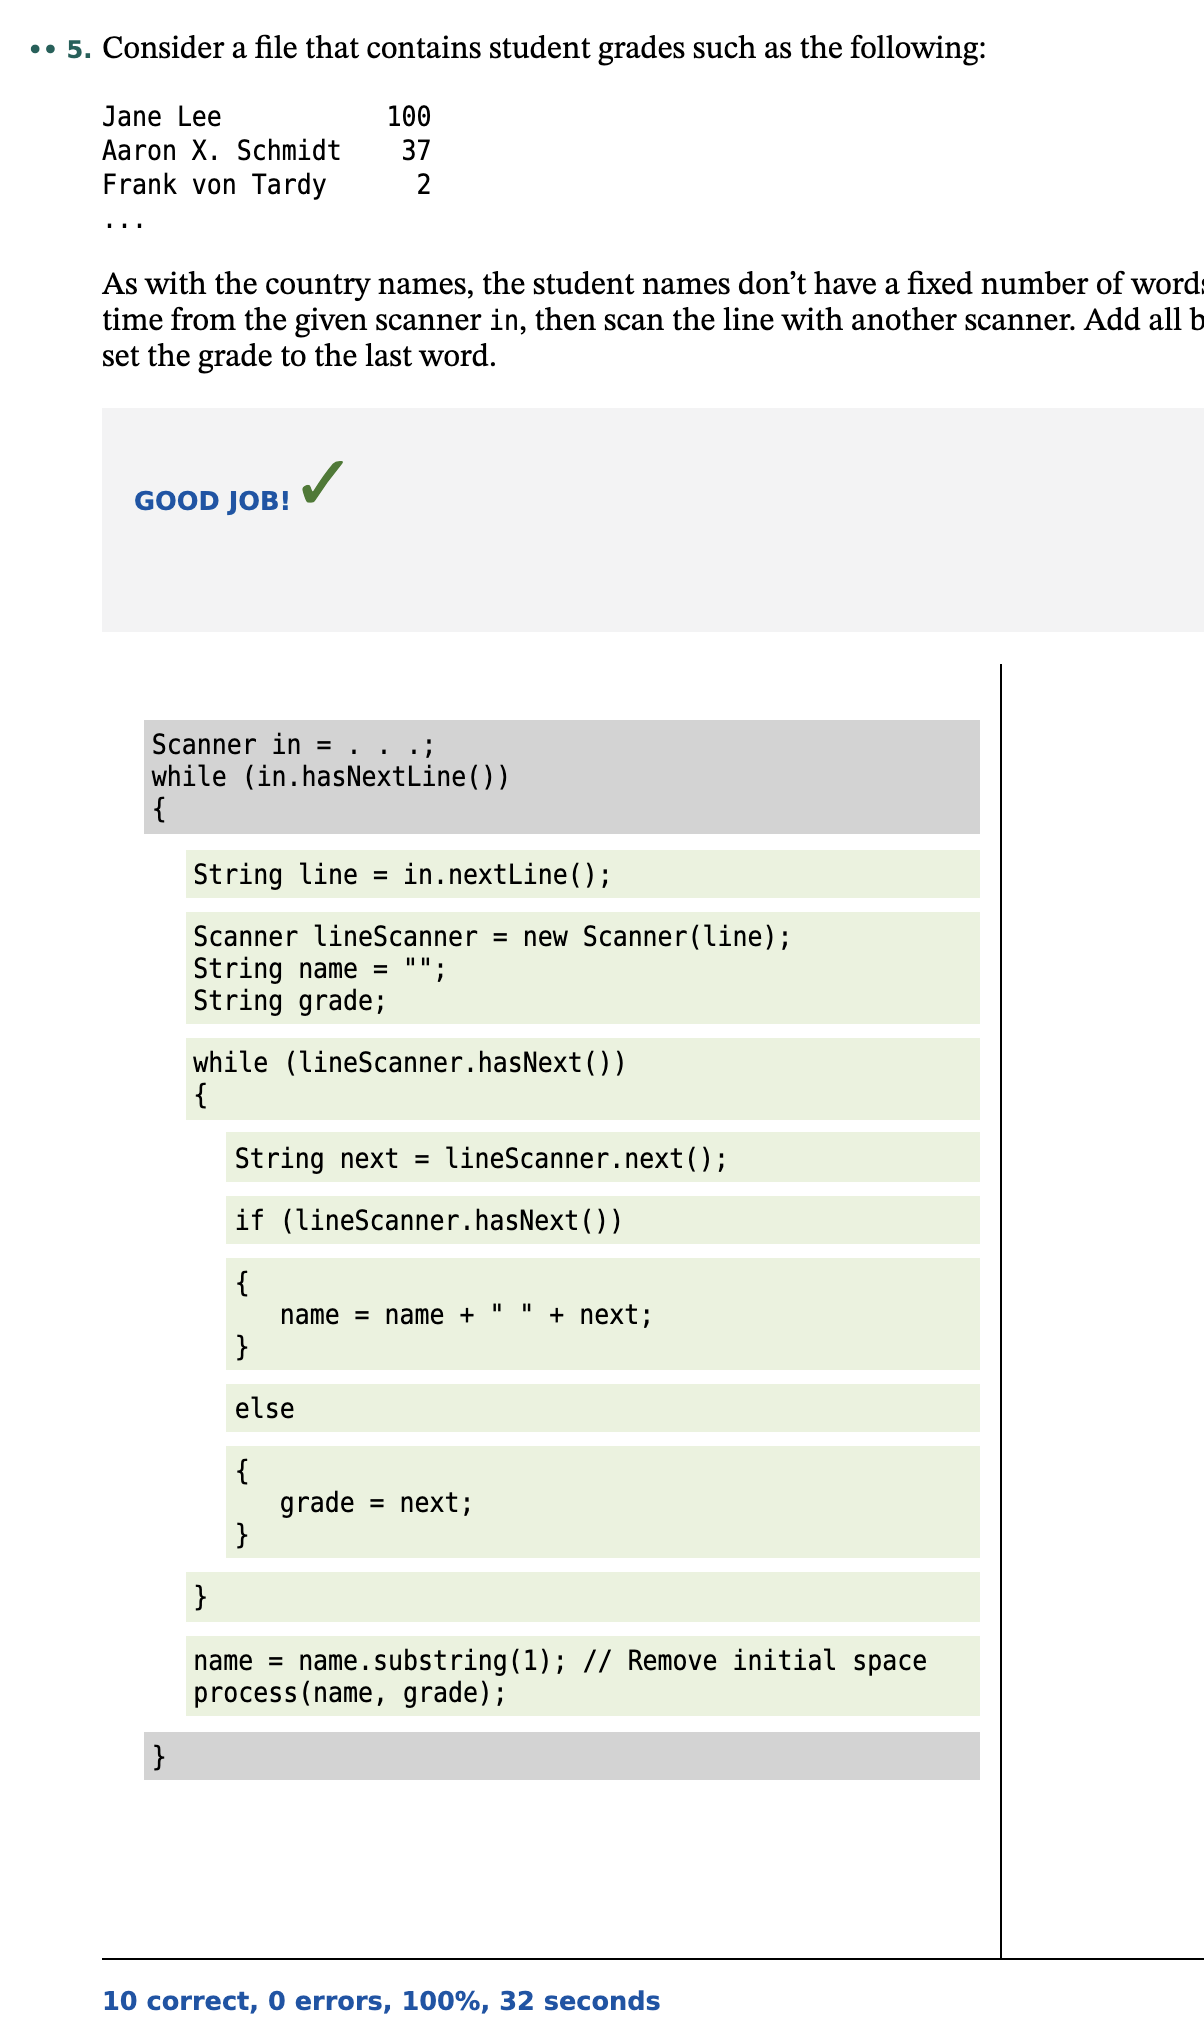 •• 5. Consider a file that contains student grades such as the following:
Jane Lee           100
Aaron X. Schmidt    37
Frank von Tardy      2
...
As with the country names, the student names don’t have a fixed number of words
time from the given scanner in, then scan the line with another scanner. Add all b
set the grade to the last word.
GOOD JOB! ✓
Scanner in = . . .;
while (in.hasNextLine())
{
String line = in.nextLine();
Scanner lineScanner = new Scanner(line);
String name = "";
String grade;
while (lineScanner.hasNext())
{
String next = lineScanner.next();
if (lineScanner.hasNext())
{
name = name + " " + next;
}
else
{
grade = next;
}
}
name = name.substring(1); // Remove initial space
process(name, grade);
}
10 correct, 0 errors, 100%, 32 seconds